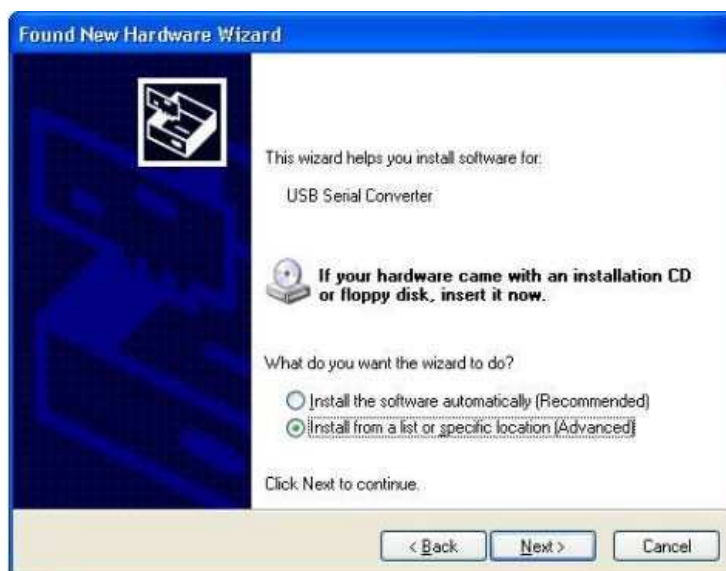 Found New Hardware Wizard
This wizard helps you install software for:
USB Serial Converter
If your hardware came with an installation CD
or floppy disk, insert it now.
What do you want the wizard to do?
Install the software automatically (Recommended)
Install from a list or specific location (Advanced)
Click Next to continue.
< Back Next > Cancel